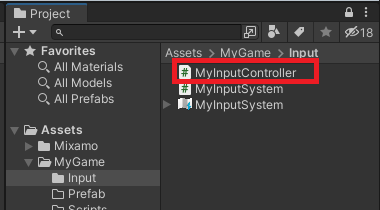 Project
18
Favorites
All Materials
All Models
All Prefabs
Assets
Mixamo
MyGame
Input
Prefab
Scripts
Assets > MyGame > Input
MyInputController
MyInputSystem
MyInputSystem